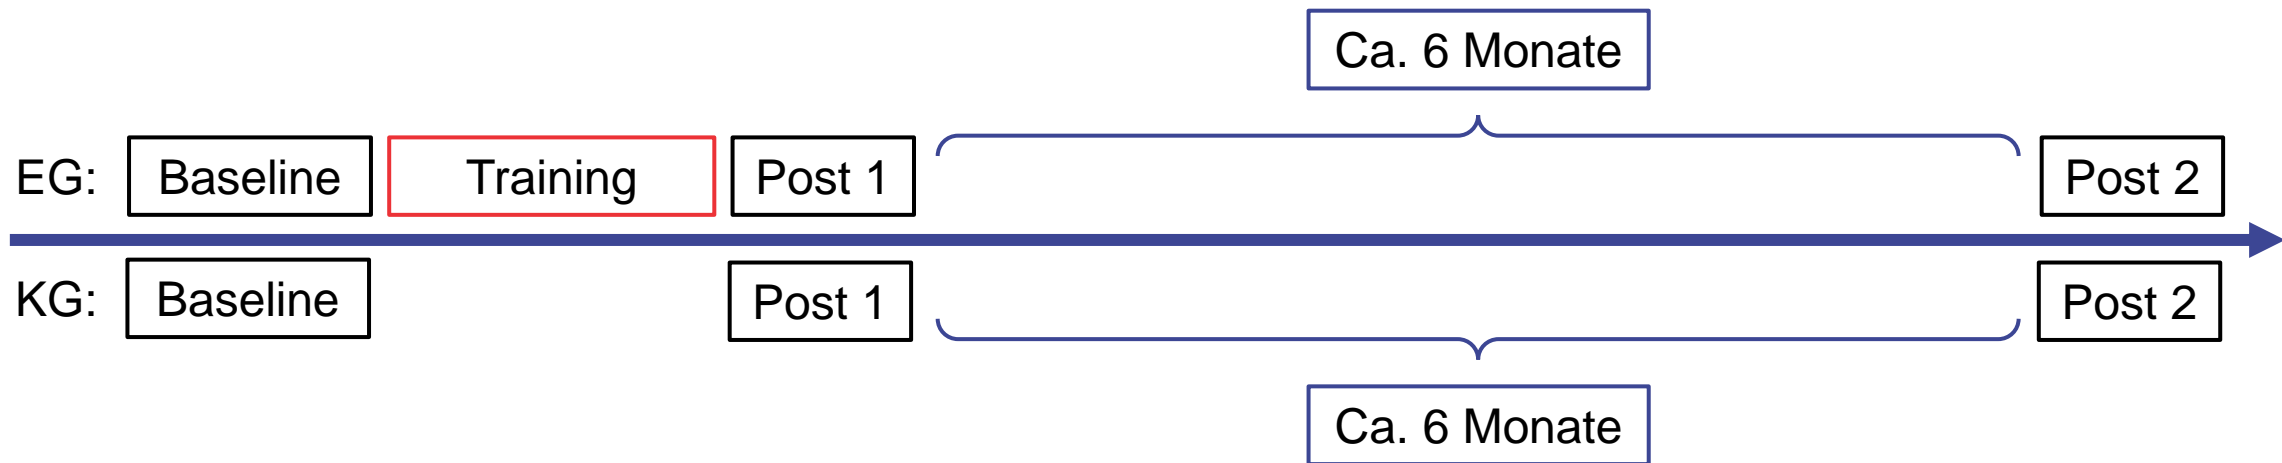 Ca. 6 Monate
EG: Baseline Training Post 1 Post 2
KG: Baseline Post 1 Post 2
Ca. 6 Monate